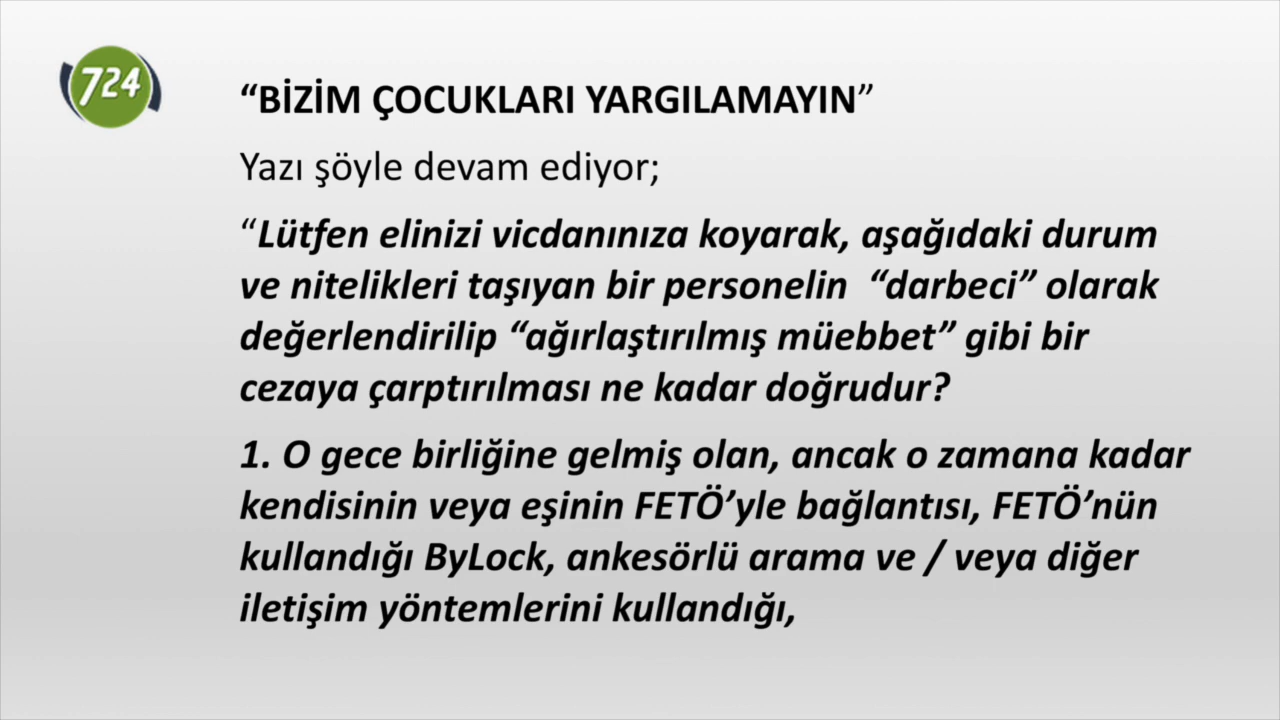 724
“BİZİM ÇOCUKLARI YARGILAMAYIN”
Yazı şöyle devam ediyor;
“Lütfen elinizi vicdanınıza koyarak, aşağıdaki durum
ve nitelikleri taşıyan bir personelin “darbeci” olarak
değerlendirilip “ağırlaştırılmış müebbet” gibi bir
cezaya çarptırılması ne kadar doğrudur?
1. O gece birliğine gelmiş olan, ancak o zamana kadar
kendisinin veya eşinin FETÖ’yle bağlantısı, FETÖ’nün
kullandığı ByLock, ankesörlü arama ve / veya diğer
iletişim yöntemlerini kullandığı,